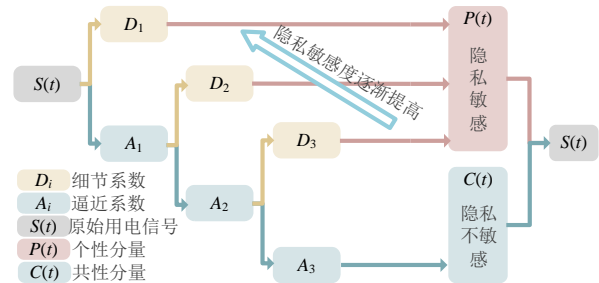 D₁
P(t)
隐私敏感
隐私敏感度逐渐提高
S(t)
D₂
A₁
D₃
S(t)
A₂
C(t)
隐私不敏感
A₃
Dᵢ 细节系数
Aᵢ 逼近系数
S(t) 原始用电信号
P(t) 个性分量
C(t) 共性分量